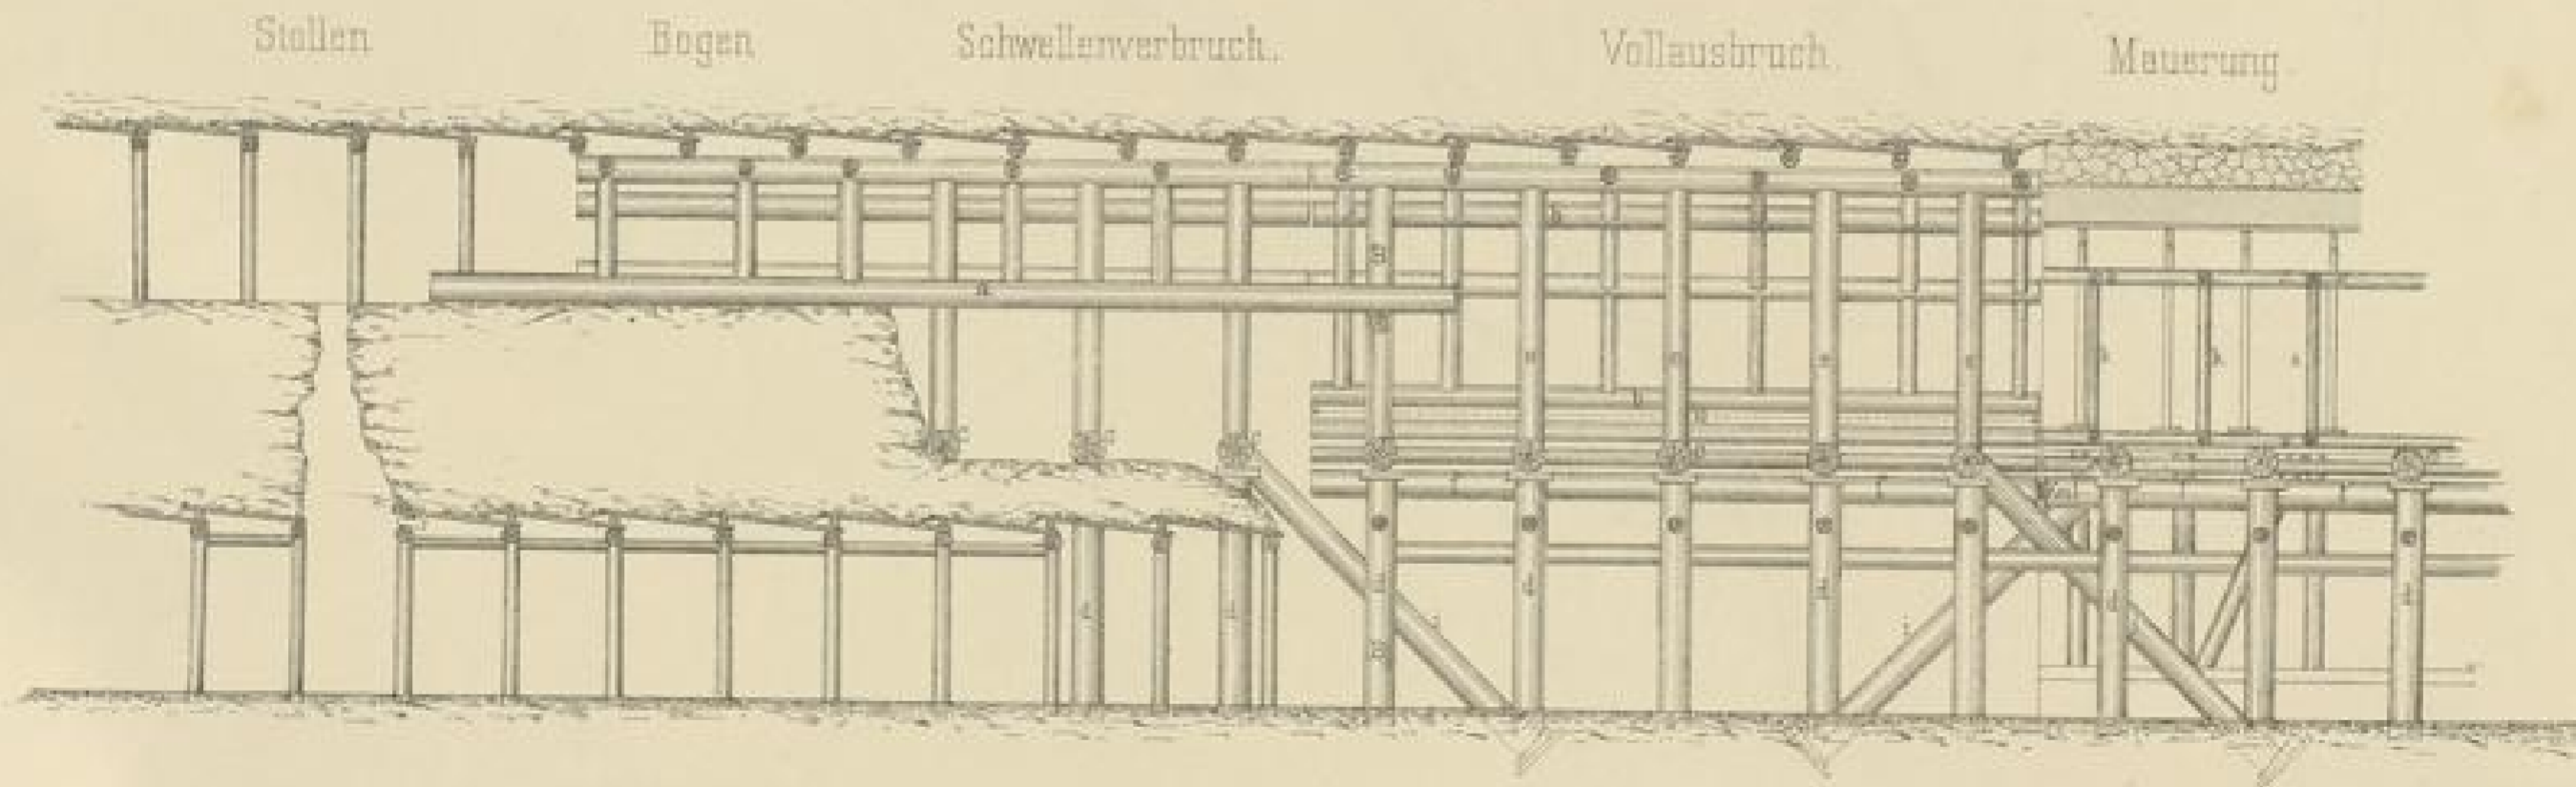 Stollen
Bogen
Schwellenverbruch.
Vollausbruch.
Mauerung.